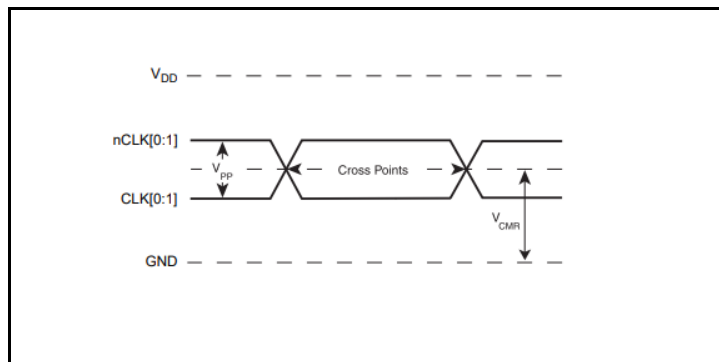 VDD
nCLK[0:1]
VPP
Cross Points
CLK[0:1]
VCMR
GND